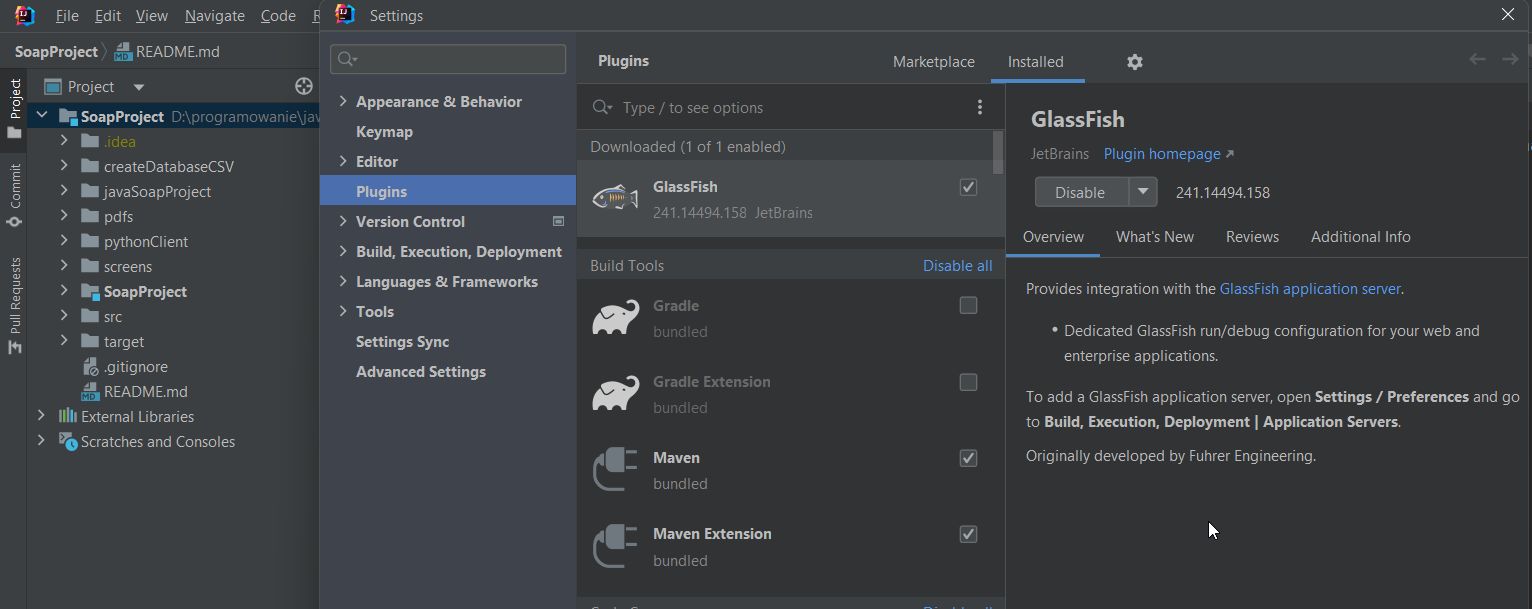 File Edit View Navigate Code
Settings
SoapProject
README.md
Project
Commit
Pull Requests
Project
SoapProject D:\programowanie\jav
.idea
createDatabaseCSV
javaSoapProject
pdfs
pythonClient
screens
SoapProject
src
target
.gitignore
README.md
External Libraries
Scratches and Consoles
Appearance & Behavior
Keymap
Editor
Plugins
Version Control
Build, Execution, Deployment
Languages & Frameworks
Tools
Settings Sync
Advanced Settings
Plugins
Marketplace
Installed
Type / to see options
Downloaded (1 of 1 enabled)
GlassFish
241.14494.158 JetBrains
Build Tools
Disable all
Gradle
bundled
Gradle Extension
bundled
Maven
bundled
Maven Extension
bundled
GlassFish
JetBrains Plugin homepage
Disable
241.14494.158
Overview
What's New
Reviews
Additional Info
Provides integration with the GlassFish application server.
• Dedicated GlassFish run/debug configuration for your web and
enterprise applications.
To add a GlassFish application server, open Settings / Preferences and go
to Build, Execution, Deployment | Application Servers.
Originally developed by Fuhrer Engineering.